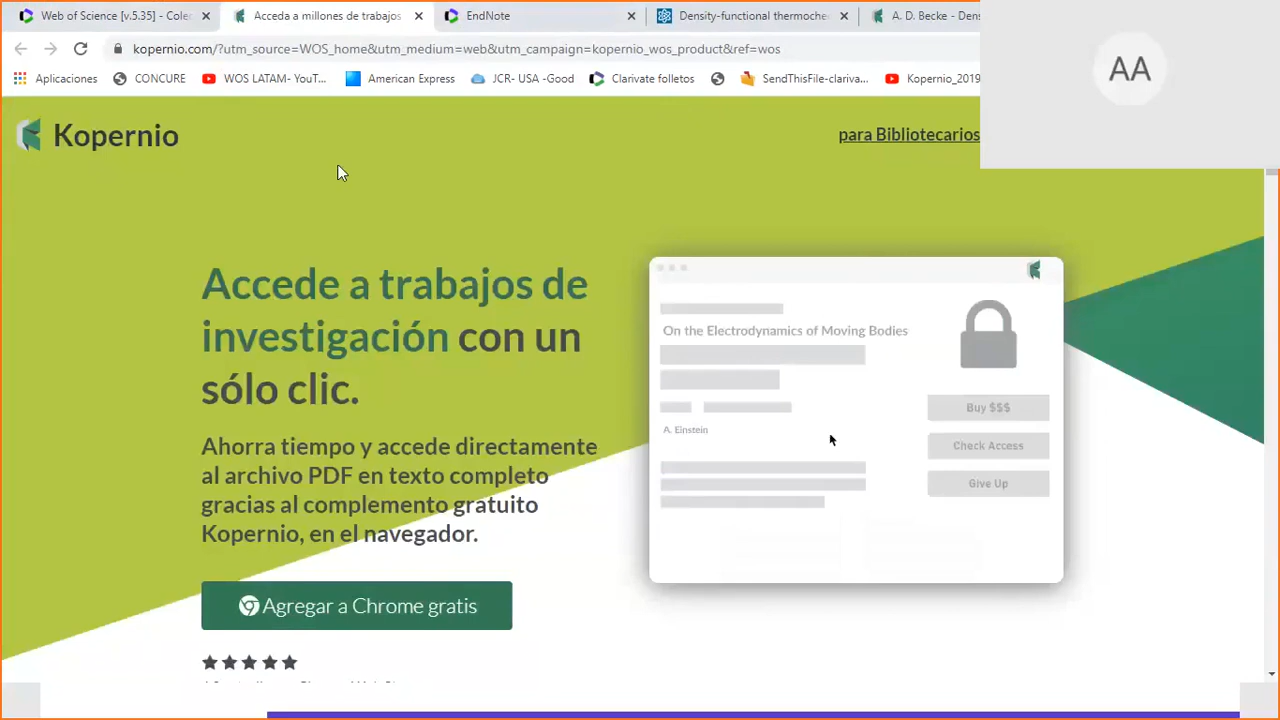 Web of Science [v.5.35] - Cole
Acceda a millones de trabajos
EndNote
Density-functional thermoche
A. D. Becke - Dens
kopernio.com/?utm_source=WOS_home&utm_medium=web&utm_campaign=kopernio_wos_product&ref=wos
Aplicaciones
CONCURE
WOS LATAM- YouT...
American Express
JCR- USA -Good
Clarivate folletos
SendThisFile-clariva...
Kopernio_2019
AA
Kopernio
para Bibliotecarios
Accede a trabajos de
investigación con un
sólo clic.
Ahorra tiempo y accede directamente
al archivo PDF en texto completo
gracias al complemento gratuito
Kopernio, en el navegador.
Agregar a Chrome gratis
On the Electrodynamics of Moving Bodies
A. Einstein
Buy $$$
Check Access
Give Up